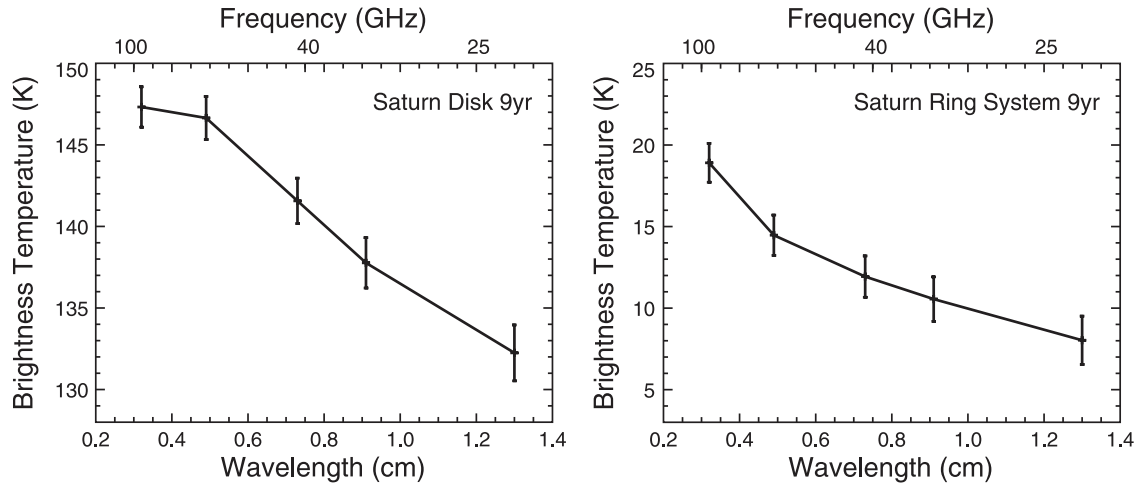 Frequency (GHz)
100 40 25
150
145
140
135
130
Brightness Temperature (K)
Saturn Disk 9yr
0.2 0.4 0.6 0.8 1.0 1.2 1.4
Wavelength (cm)
Frequency (GHz)
100 40 25
25
20
15
10
5
Brightness Temperature (K)
Saturn Ring System 9yr
0.2 0.4 0.6 0.8 1.0 1.2 1.4
Wavelength (cm)